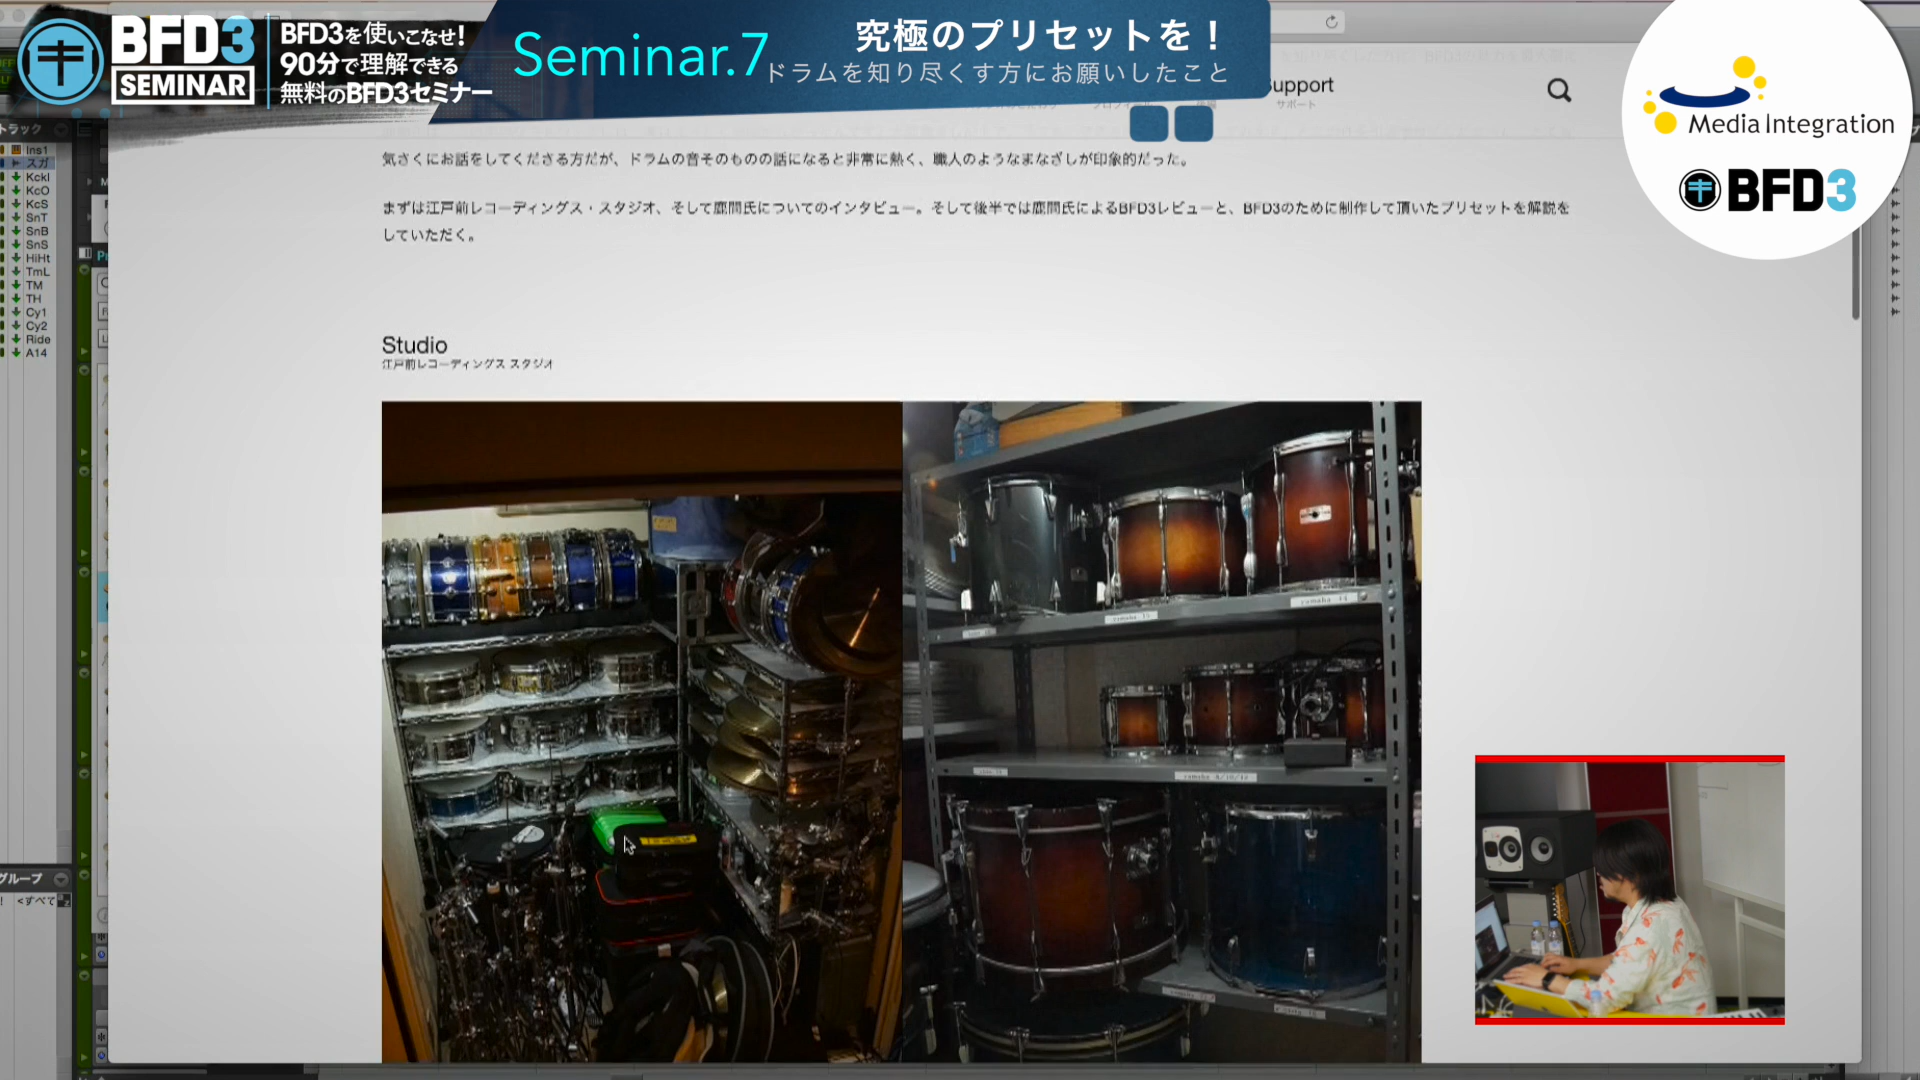 BFD3
SEMINAR
BFD3を使いこなせ!
90分で理解できる
無料のBFD3セミナー
Seminar.7
究極のプリセットを!
ドラムを知り尽くす方にお願いしたこと
Support
サポート
Media Integration
BFD3
気さくにお話をしてくださる方だが、ドラムの音そのものの話になると非常に熱く、職人のようなまなざしが印象的だった。
まずは江戸前レコーディングス・スタジオ、そして鹿間氏についてのインタビュー。そして後半では鹿間氏によるBFD3レビューと、BFD3のために制作して頂いたプリセットを解説を
していただく。
Studio
江戸前レコーディングス スタジオ
トラック
Ins1
スガ
Kckl
KcO
KcS
SnT
SnB
SnS
HiHt
TmL
TM
TH
Cy1
Cy2
Ride
A14
グループ
! <すべて